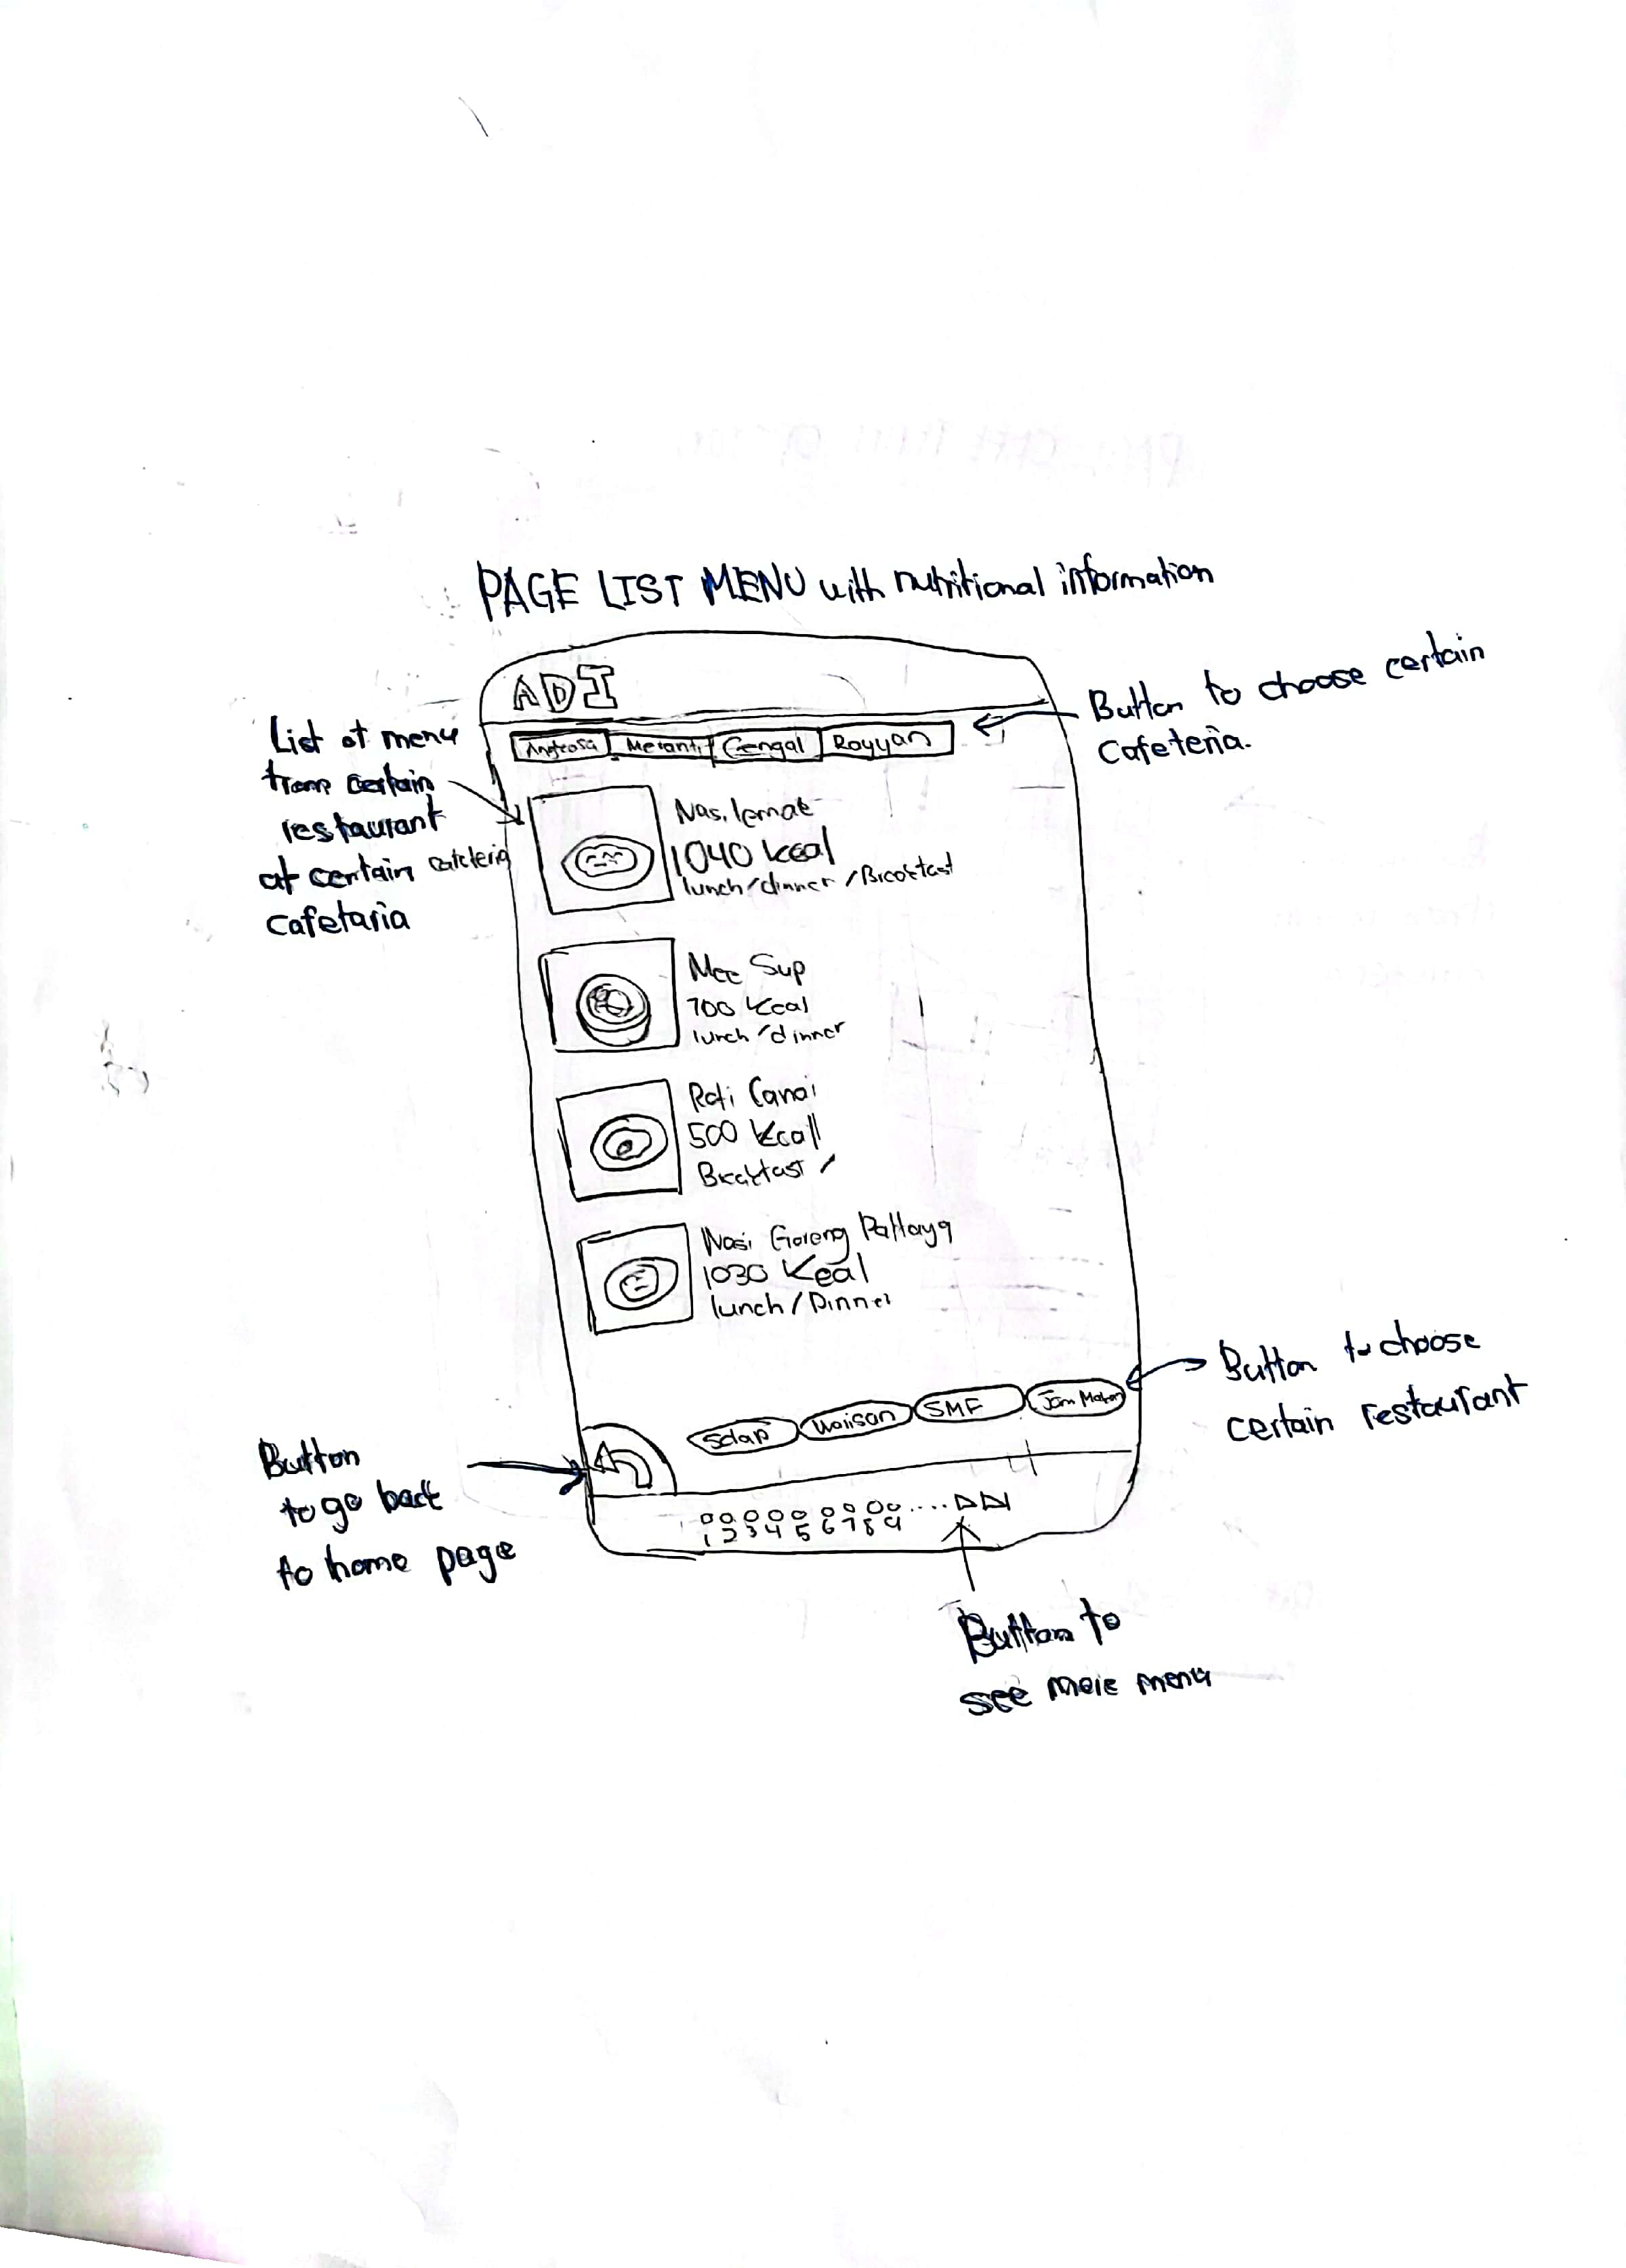 PAGE LIST MENU with nutritional information
ADI
Angkasa Meranti Cengal Rayyan
Button to choose certain
Cafeteria.
List of menu
from certain
restaurant
at certain cafeteria
cafetaria
Nasi lemak
1040 kcal
lunch/dinner/Breakfast
Mee Sup
700 kcal
lunch/dinner
Roti Canai
500 Kcall
Breakfast/
Nasi Goreng Pattaya
1030 Kcal
lunch/Dinner
Sdap Waiisan SMF Jom Makan
Button to choose
certain restaurant
Button
to go back
to home page
1 2 3 4 5 6 7 8 9
Button to
see more menu